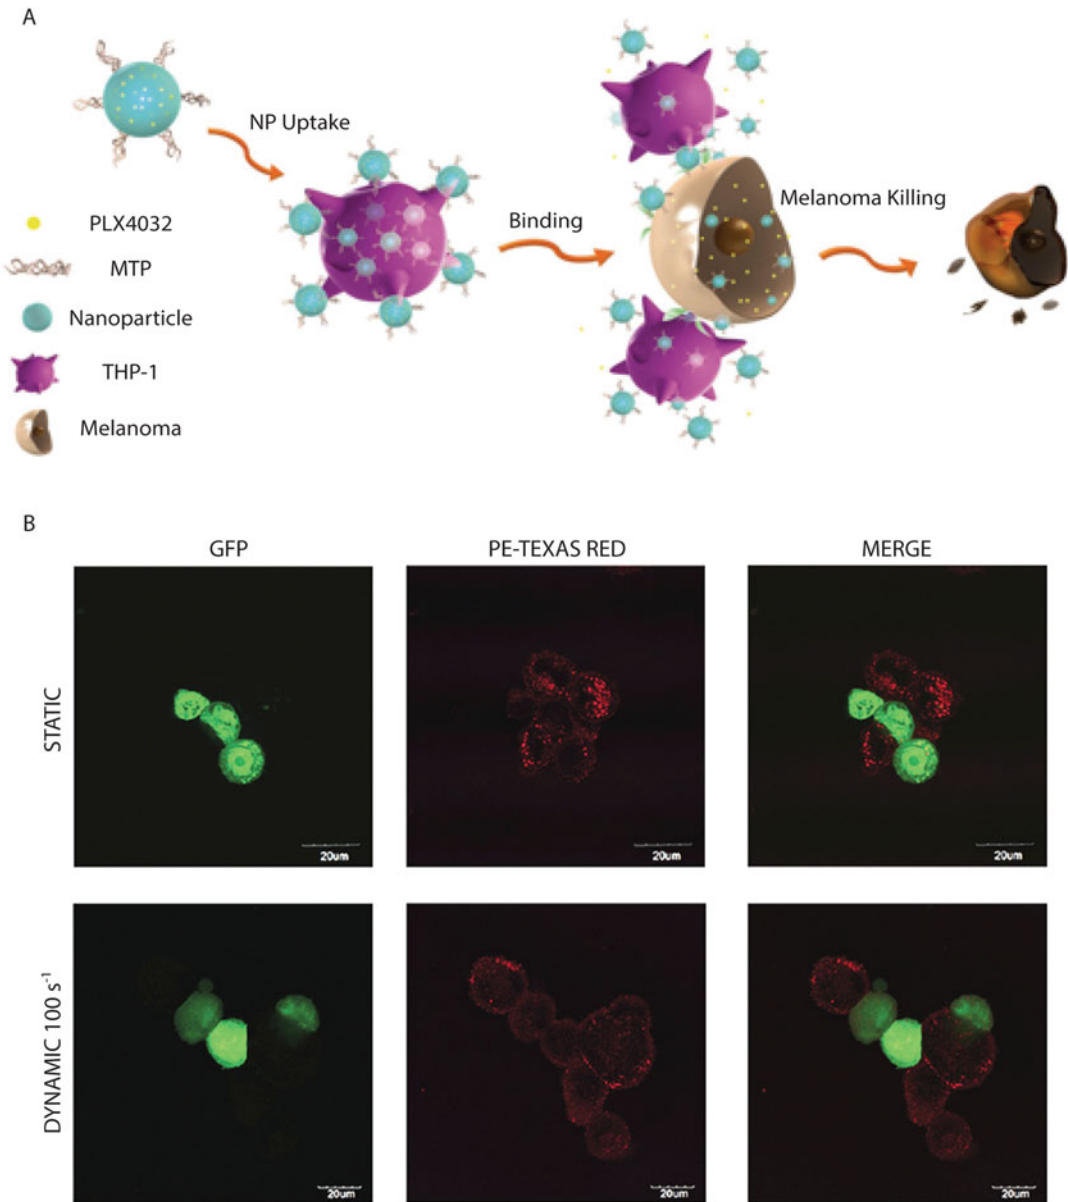 A
NP Uptake
PLX4032
MTP
Nanoparticle
THP-1
Melanoma
Binding
Melanoma Killing
B
GFP
PE-TEXAS RED
MERGE
STATIC
20um
20um
20um
DYNAMIC 100 s⁻¹
20um
20um
20um